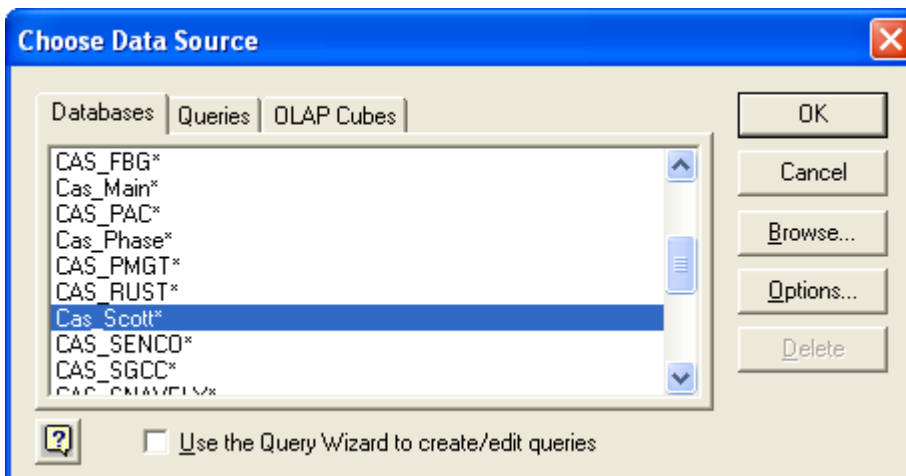 Choose Data Source
Databases
Queries
OLAP Cubes
CAS_FBG*
Cas_Main*
CAS_PAC*
Cas_Phase*
CAS_PMGT*
CAS_RUST*
Cas_Scott*
CAS_SENCO*
CAS_SGCC*
CAS_SNAVELY*
Use the Query Wizard to create/edit queries
OK
Cancel
Browse...
Options...
Delete